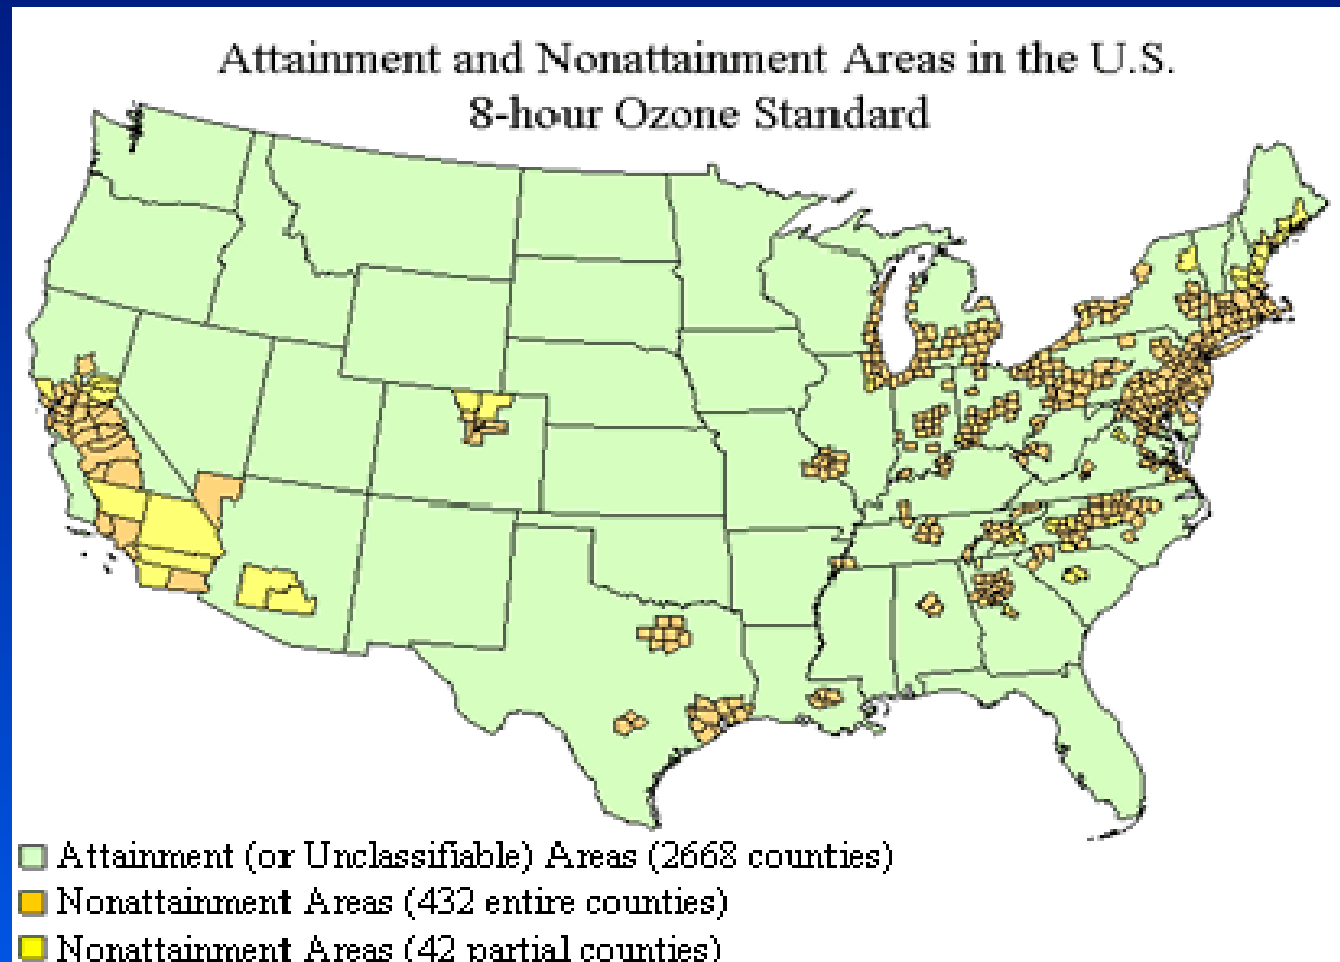 Attainment and Nonattainment Areas in the U.S.
8-hour Ozone Standard
Attainment (or Unclassifiable) Areas (2668 counties)
Nonattainment Areas (432 entire counties)
Nonattainment Areas (42 partial counties)